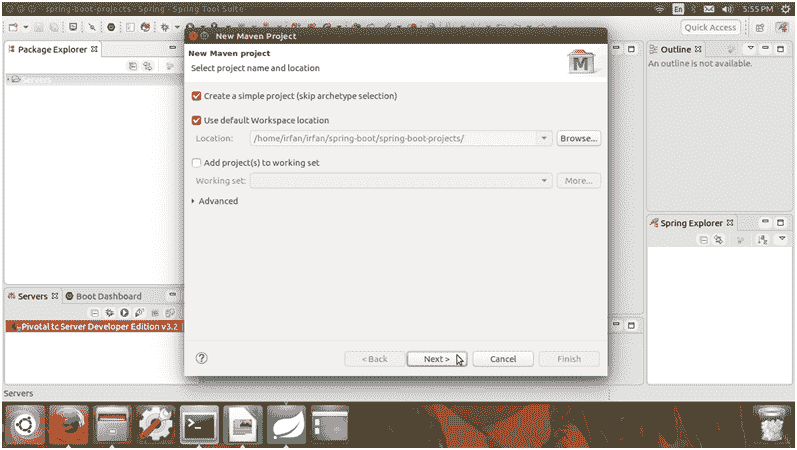 spring-boot-projects - Spring - Spring Tool Suite
En
5:55 PM
Quick Access
Package Explorer
Servers
New Maven Project
New Maven project
Select project name and location
M
Create a simple project (skip archetype selection)
Use default Workspace location
Location: /home/irfan/irfan/spring-boot/spring-boot-projects/ Browse...
Add project(s) to working set
Working set: More...
Advanced
? < Back Next > Cancel Finish
Outline
An outline is not available.
Spring Explorer
Servers Boot Dashboard
Pivotal tc Server Developer Edition v3.2
Servers